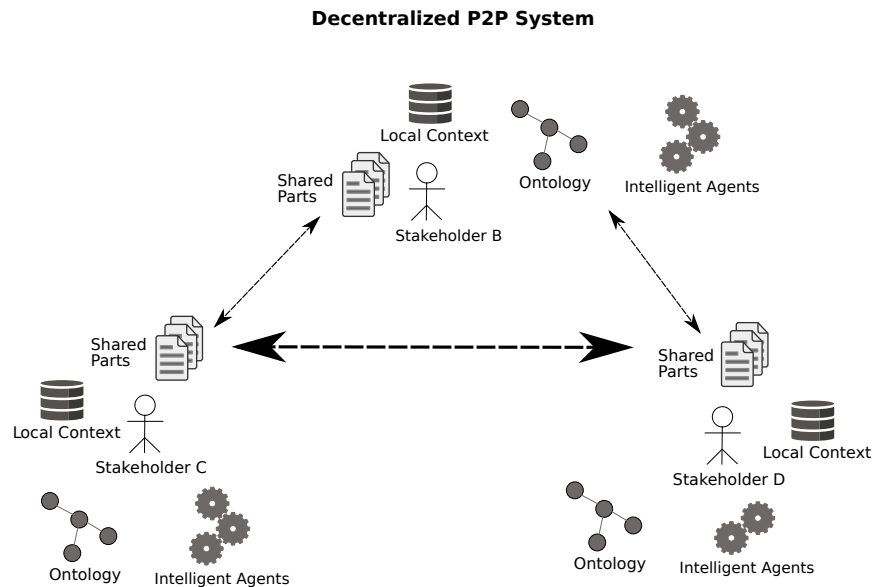 Decentralized P2P System
Local Context
Ontology
Intelligent Agents
Shared
Parts
Stakeholder B
Shared
Parts
Local Context
Stakeholder C
Ontology
Intelligent Agents
Shared
Parts
Local Context
Stakeholder D
Ontology
Intelligent Agents